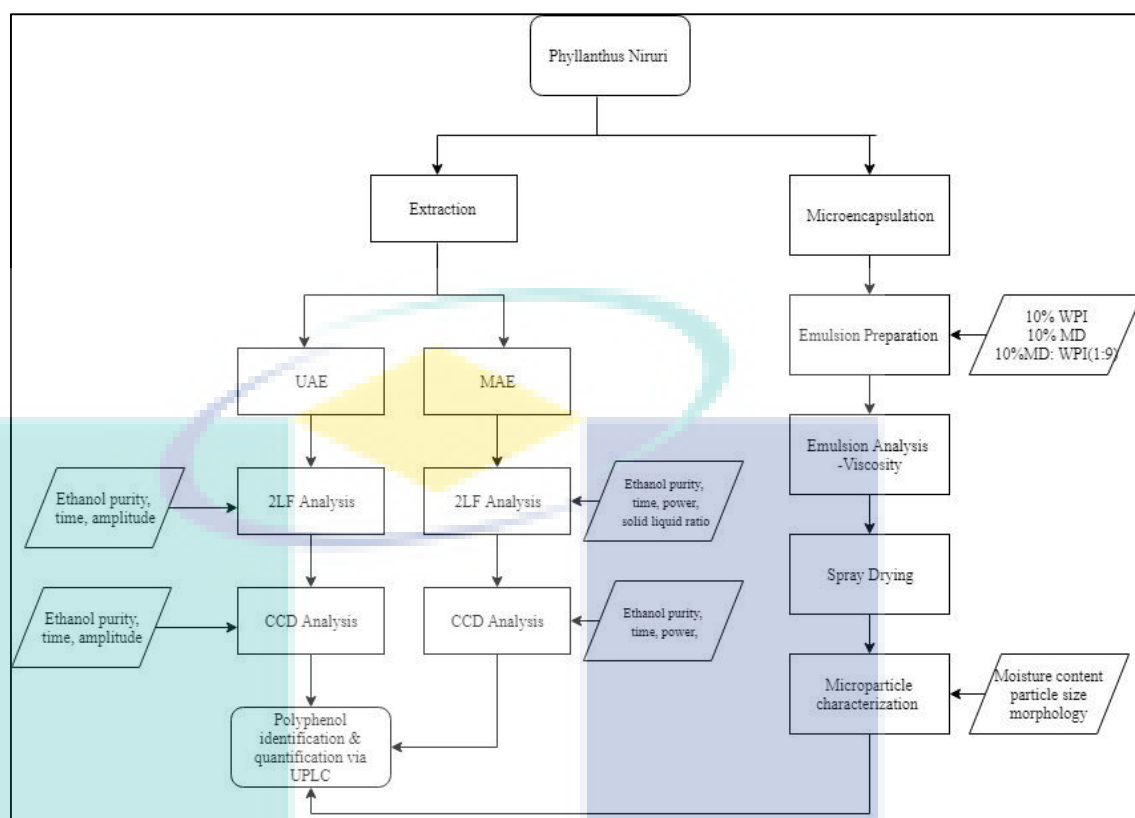 Phyllanthus Niruri
Extraction
Microencapsulation
UAE
MAE
Emulsion Preparation
10% WPI
10% MD
10%MD: WPI(1:9)
Emulsion Analysis
-Viscosity
Ethanol purity,
time, amplitude
2LF Analysis
2LF Analysis
Ethanol purity,
time, power,
solid liquid ratio
Spray Drying
Ethanol purity,
time, amplitude
CCD Analysis
CCD Analysis
Ethanol purity,
time, power,
Microparticle
characterization
Moisture content
particle size
morphology
Polyphenol
identification &
quantification via
UPLC